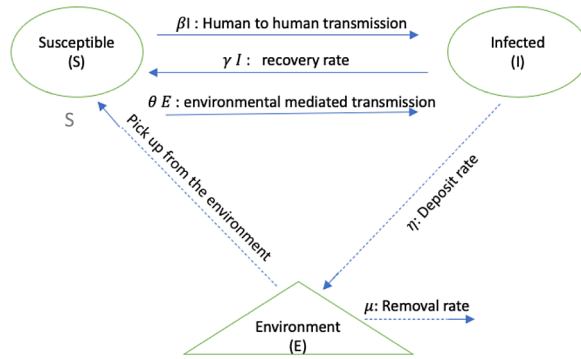 βI : Human to human transmission
Susceptible
(S)
Infected
(I)
γ I : recovery rate
θ E : environmental mediated transmission
S
Pick up from the environment
η: Deposit rate
μ: Removal rate
Environment
(E)